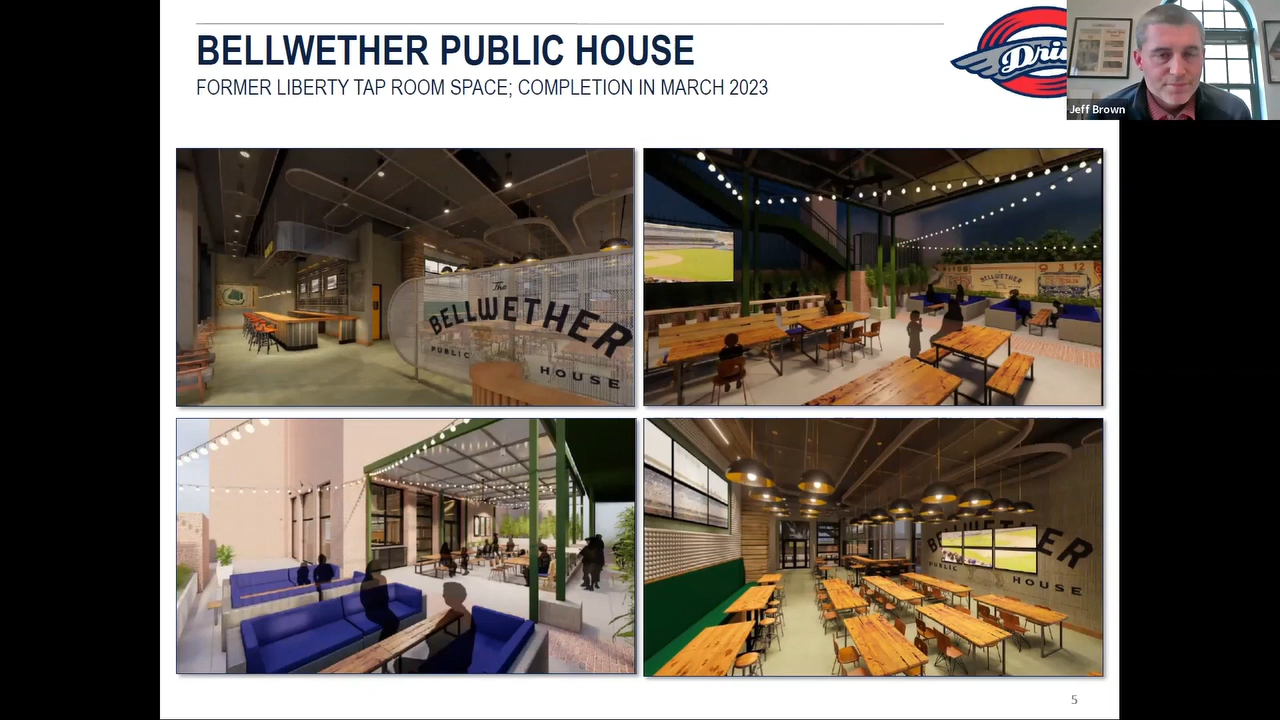 BELLWETHER PUBLIC HOUSE
FORMER LIBERTY TAP ROOM SPACE; COMPLETION IN MARCH 2023
Jeff Brown
The
BELLWETHER
PUBLIC
HOUSE
BELLWETHER
BELLWETHER
PUBLIC
HOUSE
5